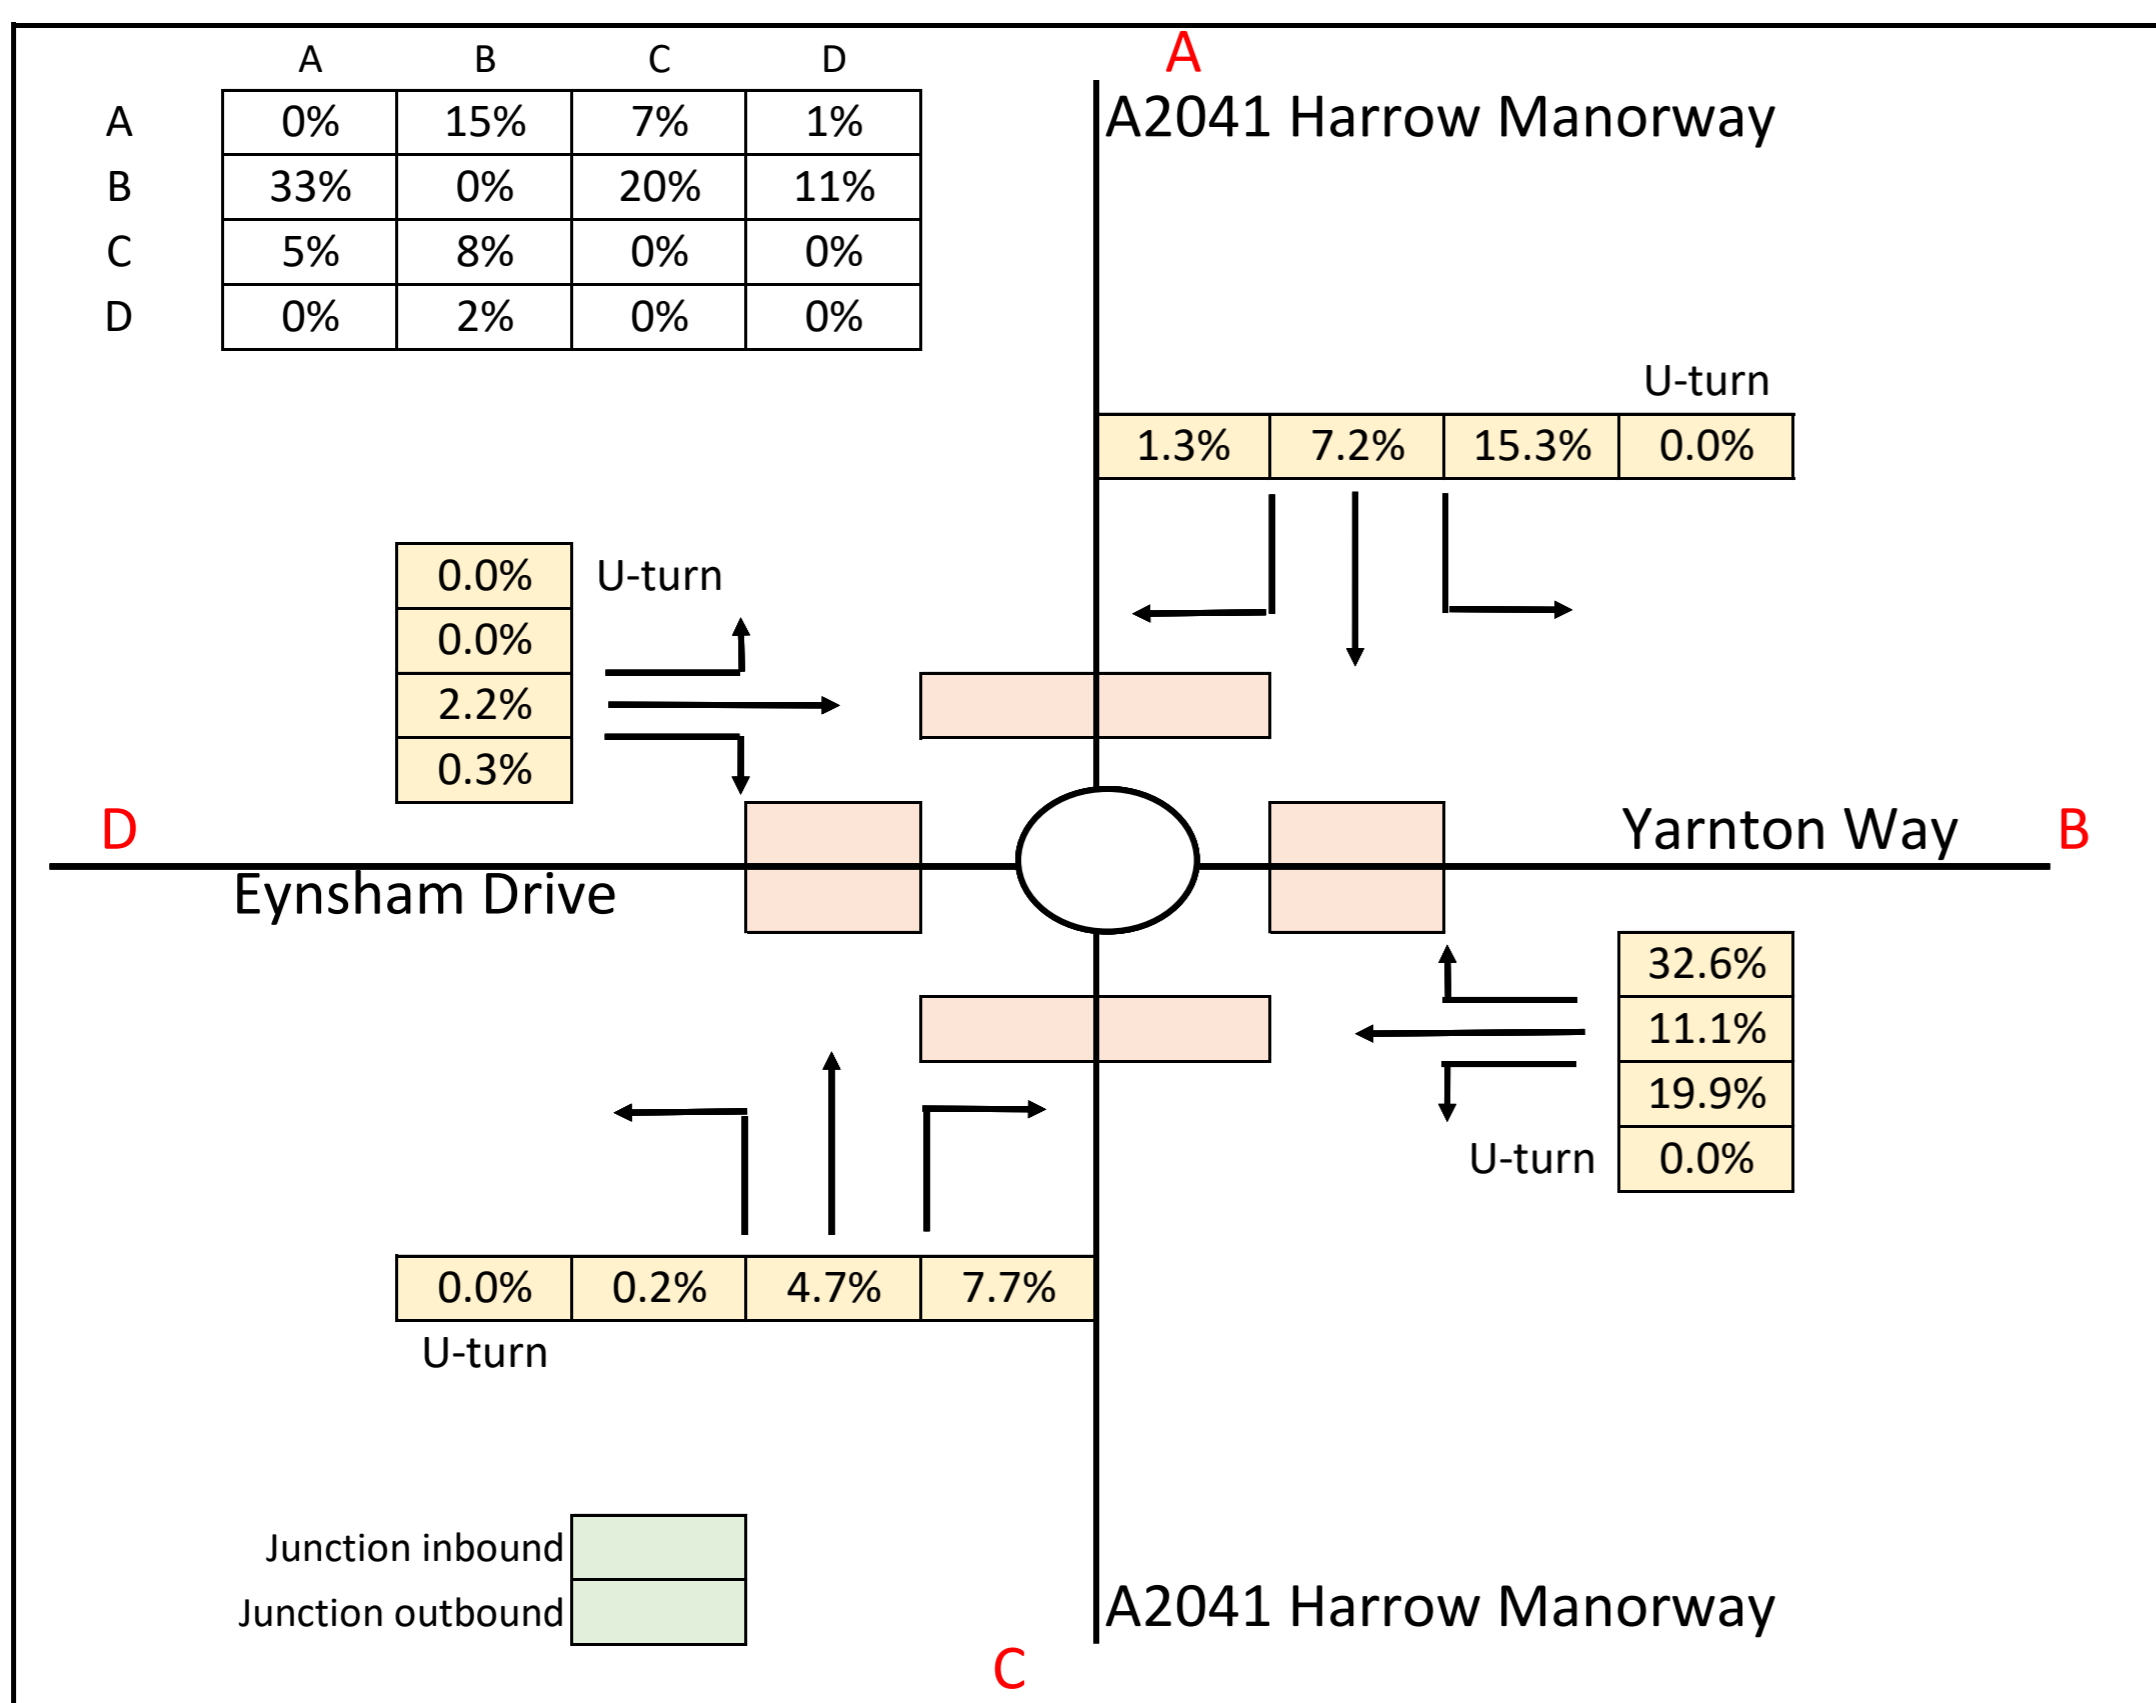 A B C D
A 0% 15% 7% 1%
B 33% 0% 20% 11%
C 5% 8% 0% 0%
D 0% 2% 0% 0%
A
A2041 Harrow Manorway
U-turn
1.3% 7.2% 15.3% 0.0%
0.0% U-turn
0.0%
2.2%
0.3%
D
Eynsham Drive
Yarnton Way
B
32.6%
11.1%
19.9%
U-turn 0.0%
0.0% 0.2% 4.7% 7.7%
U-turn
Junction inbound
Junction outbound
A2041 Harrow Manorway
C